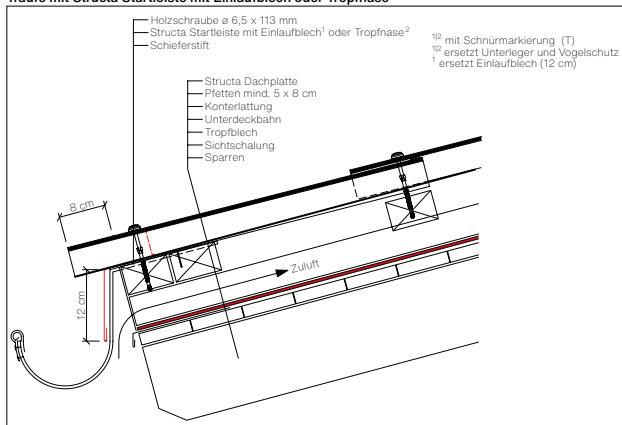 Traufe mit Structa Startleiste mit Einlaufblech oder Tropfnase
Holzschraube ø 6,5 x 113 mm
Structa Startleiste mit Einlaufblech¹ oder Tropfnase²
Schieferstift
¹|² mit Schnürmarkierung (T)
¹|² ersetzt Unterleger und Vogelschutz
¹ ersetzt Einlaufblech (12 cm)
Structa Dachplatte
Pfetten mind. 5 x 8 cm
Konterlattung
Unterdeckbahn
Tropfblech
Sichtschalung
Sparren
8 cm
Zuluft
12 cm